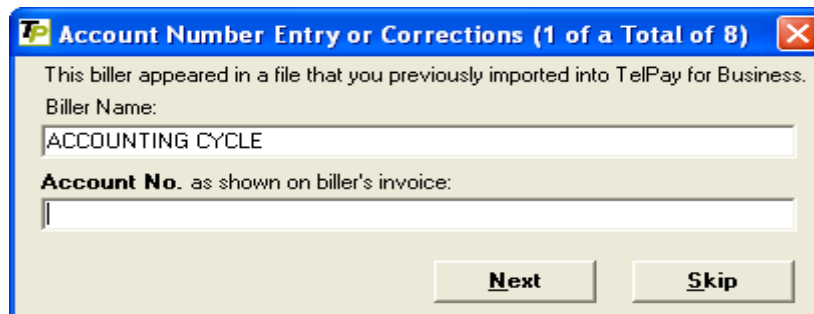 TP Account Number Entry or Corrections (1 of a Total of 8)
This biller appeared in a file that you previously imported into TelPay for Business.
Biller Name:
ACCOUNTING CYCLE
Account No. as shown on biller's invoice:
Next Skip